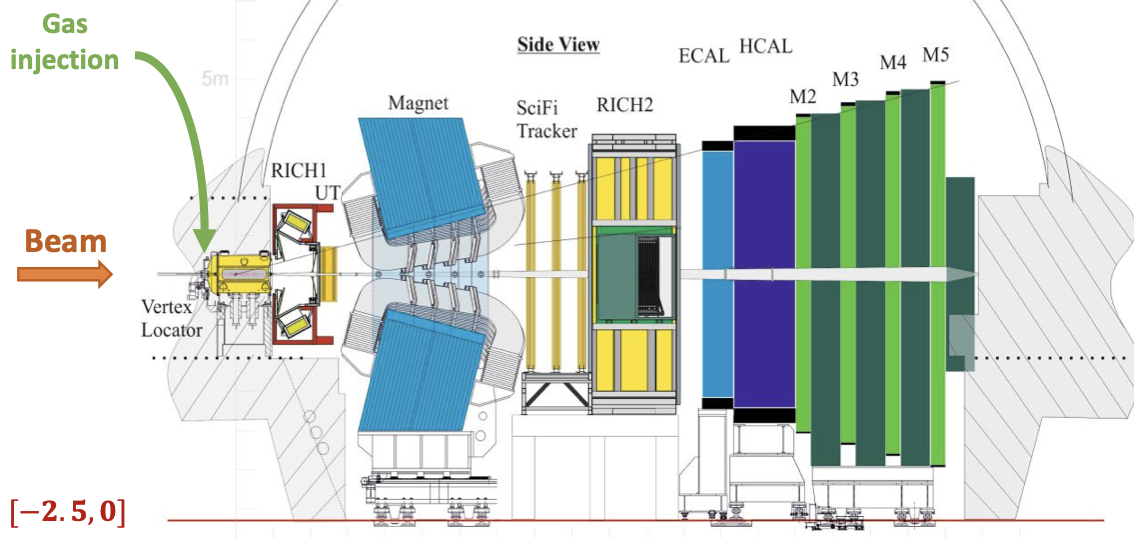 Gas
injection
5m
Side View
ECAL
HCAL
M2
M3
M4
M5
Magnet
SciFi
Tracker
RICH2
RICH1
UT
Beam
Vertex
Locator
[−2.5,0]